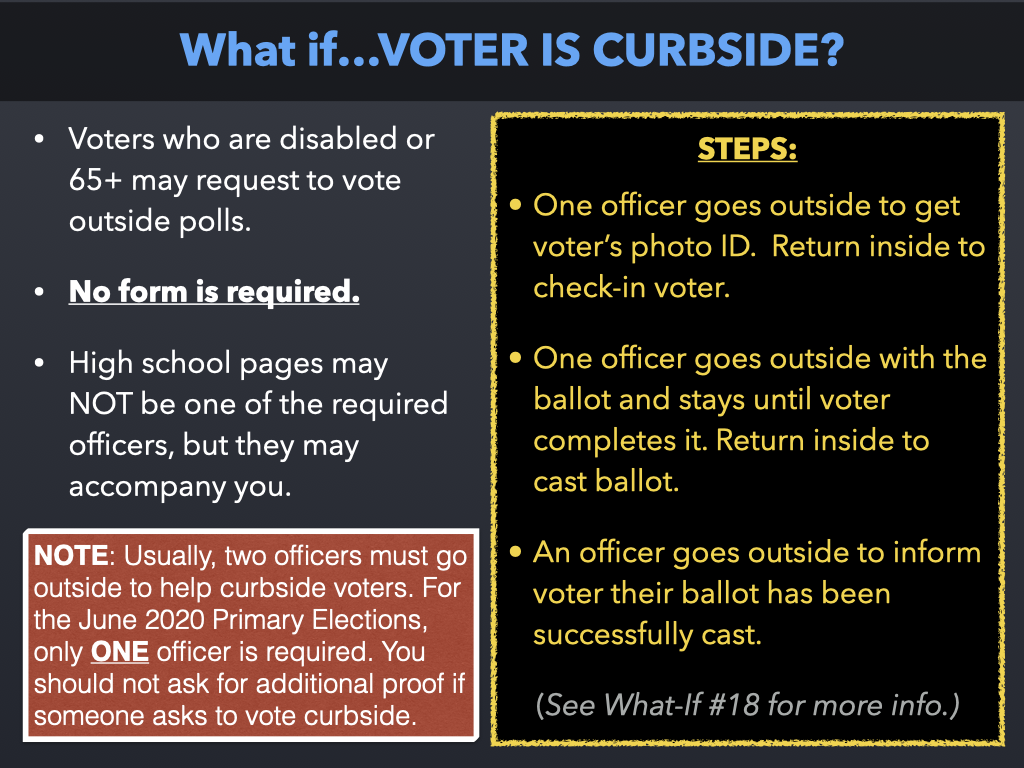 What if...VOTER IS CURBSIDE?
• Voters who are disabled or
65+ may request to vote
outside polls.
• No form is required.
• High school pages may
NOT be one of the required
officers, but they may
accompany you.
NOTE: Usually, two officers must go
outside to help curbside voters. For
the June 2020 Primary Elections,
only ONE officer is required. You
should not ask for additional proof if
someone asks to vote curbside.
STEPS:
• One officer goes outside to get
voter’s photo ID.  Return inside to
check-in voter.
• One officer goes outside with the
ballot and stays until voter
completes it. Return inside to
cast ballot.
• An officer goes outside to inform
voter their ballot has been
successfully cast.
(See What-If #18 for more info.)